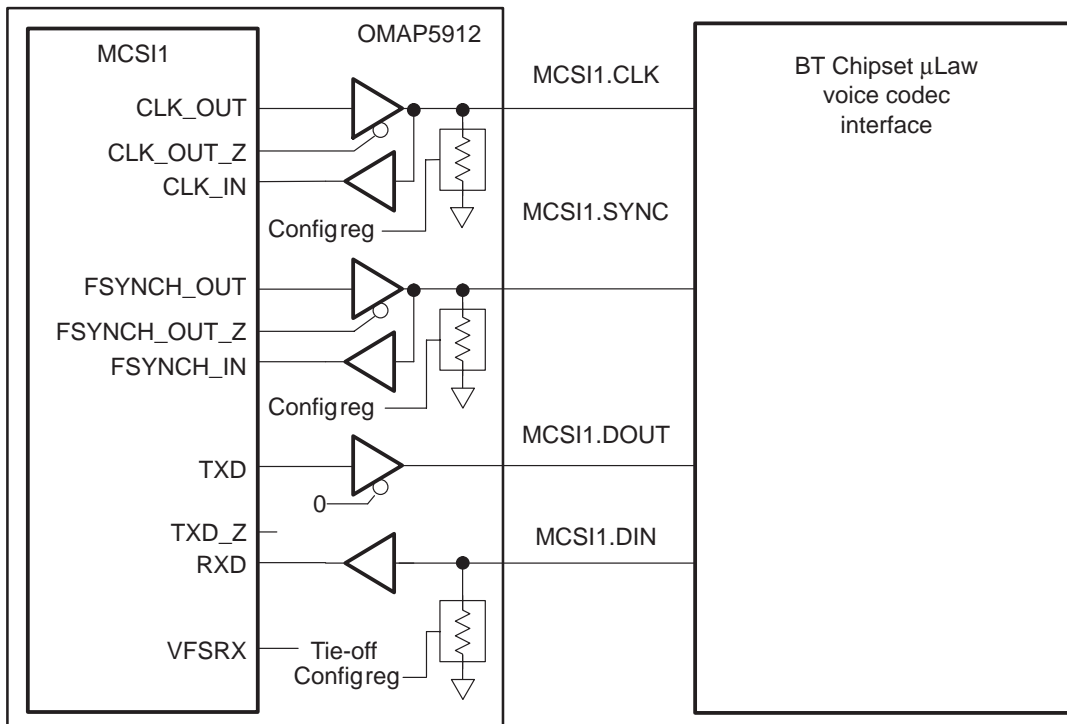 OMAP5912
MCSI1
BT Chipset μLaw
voice codec
interface
MCSI1.CLK
CLK_OUT
CLK_OUT_Z
CLK_IN
Config reg
MCSI1.SYNC
FSYNCH_OUT
FSYNCH_OUT_Z
FSYNCH_IN
Config reg
MCSI1.DOUT
TXD
0
TXD_Z
MCSI1.DIN
RXD
VFSRX
Tie-off
Config reg